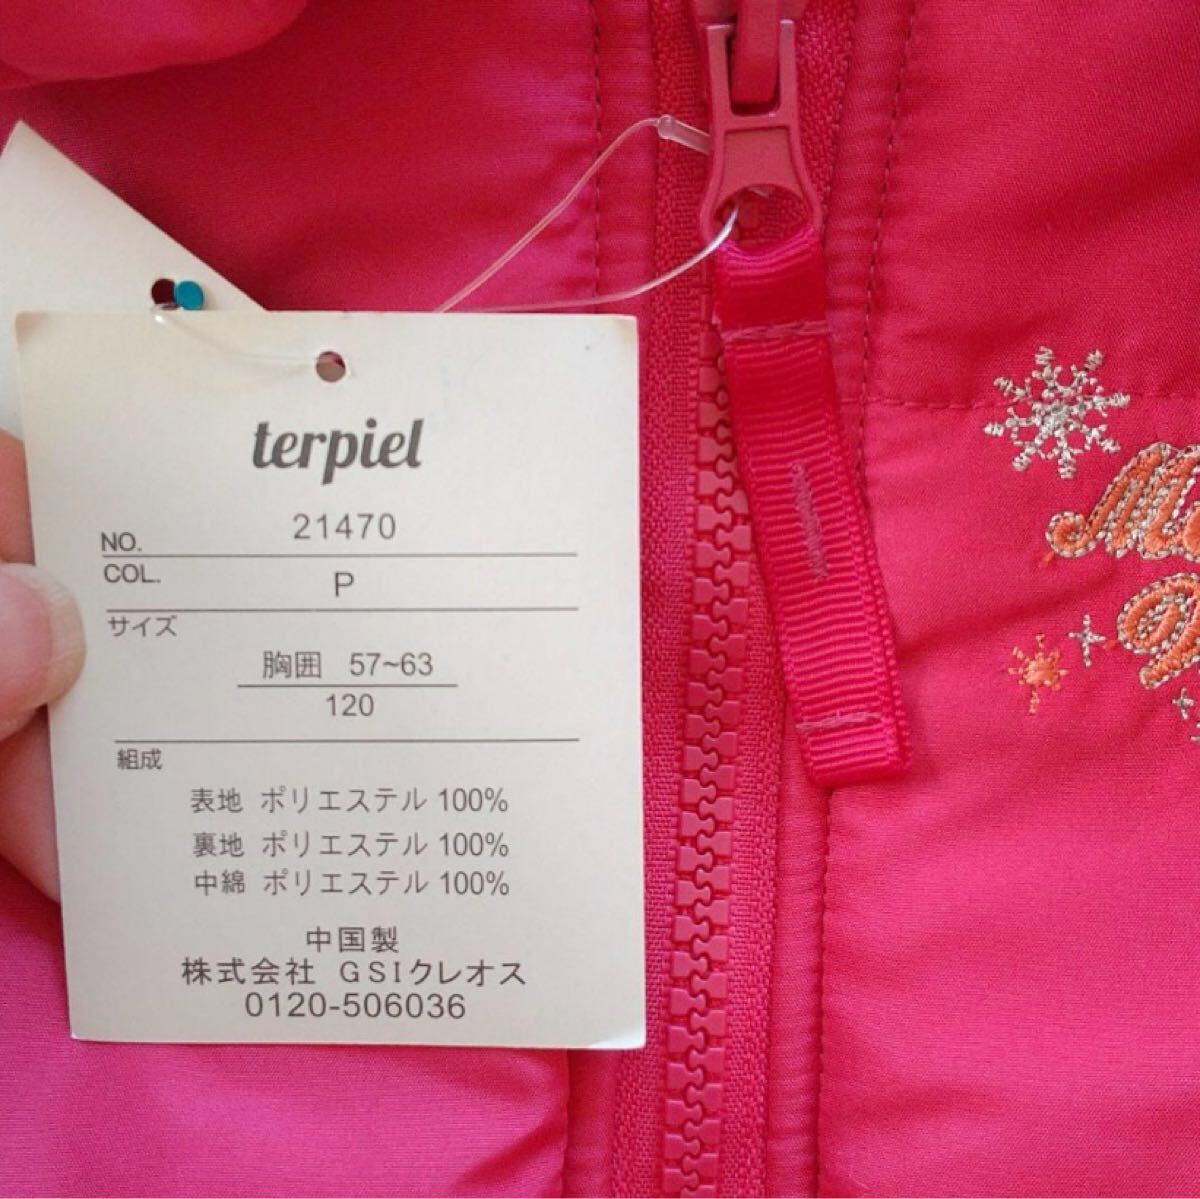 terpiel
NO. 21470
COL. P
サイズ
胸囲 57~63
120
組成
表地 ポリエステル 100%
裏地 ポリエステル 100%
中綿 ポリエステル 100%
中国製
株式会社 GSIクレオス
0120-506036